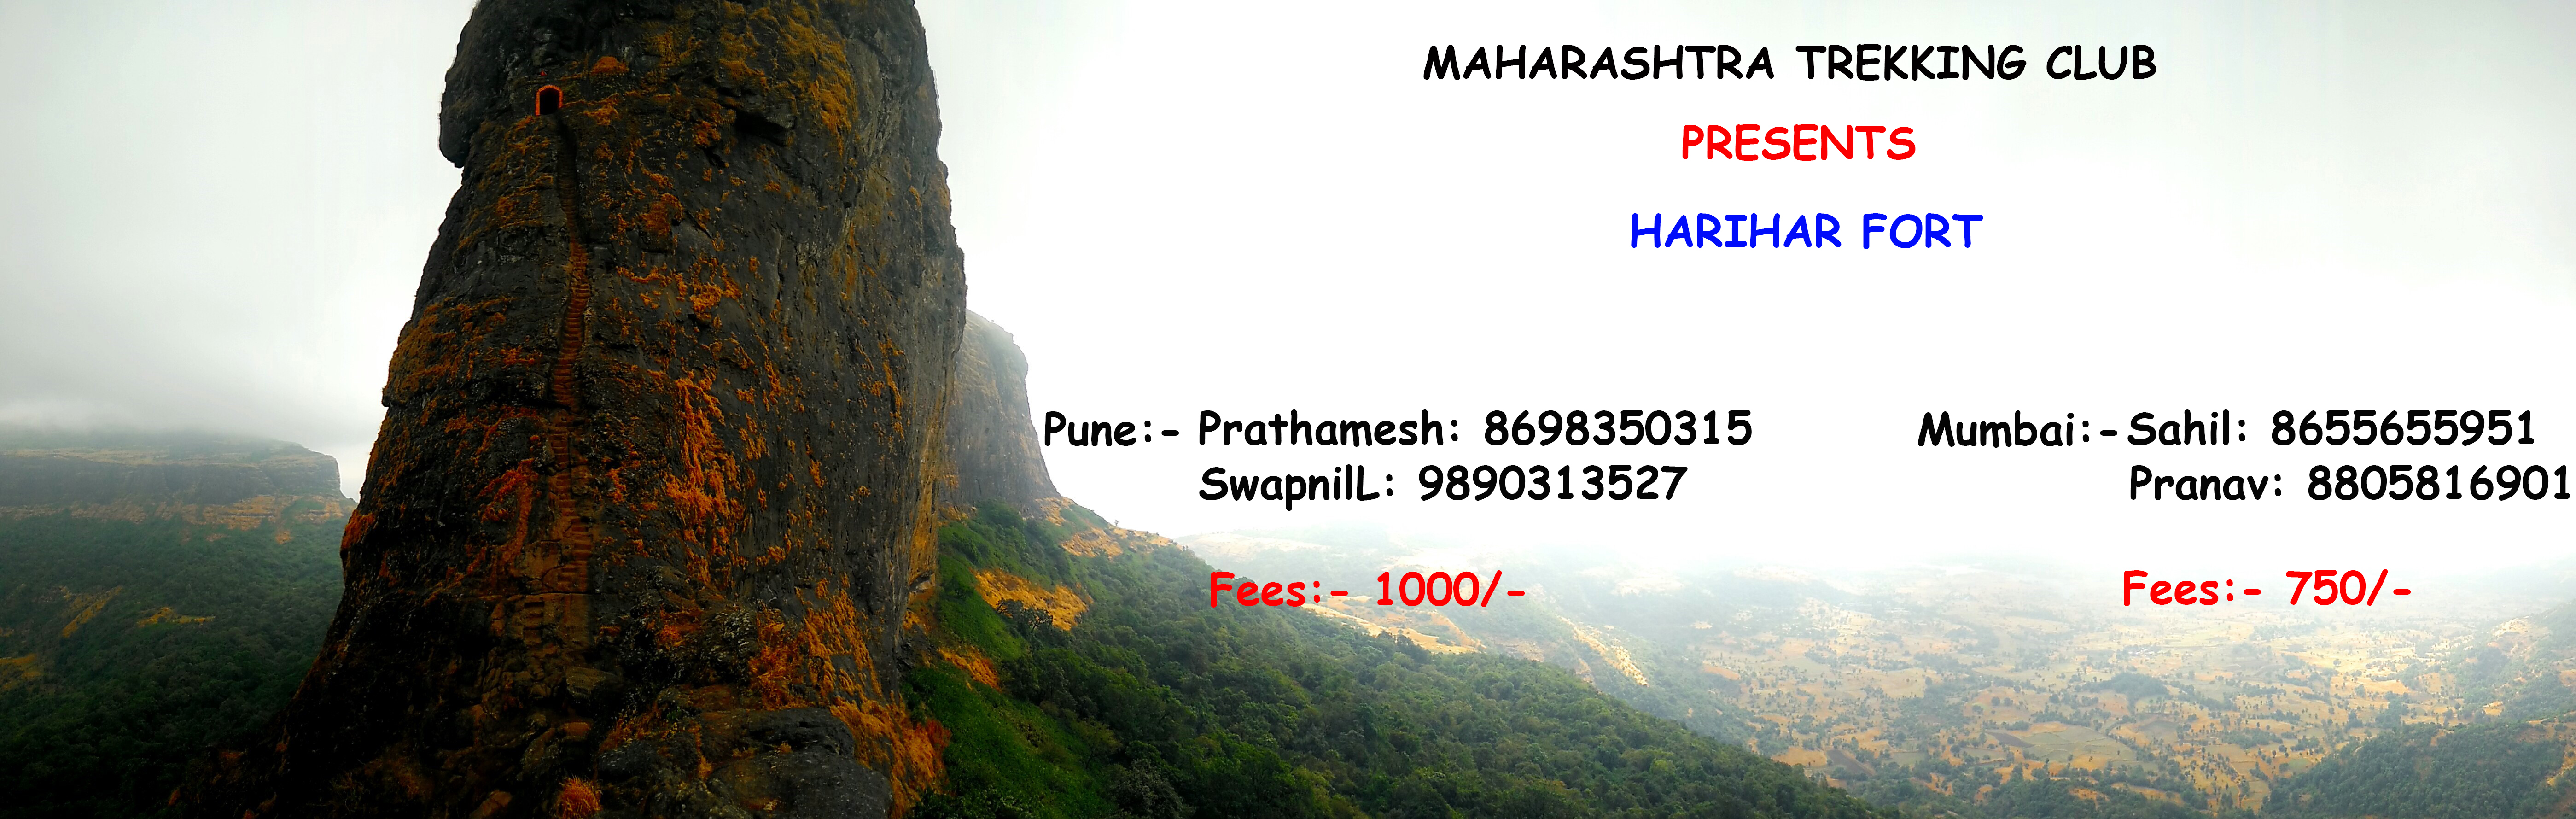 MAHARASHTRA TREKKING CLUB
PRESENTS
HARIHAR FORT
Pune:- Prathamesh: 8698350315
SwapnilL: 9890313527
Fees:- 1000/-
Mumbai:- Sahil: 8655655951
Pranav: 8805816901
Fees:- 750/-